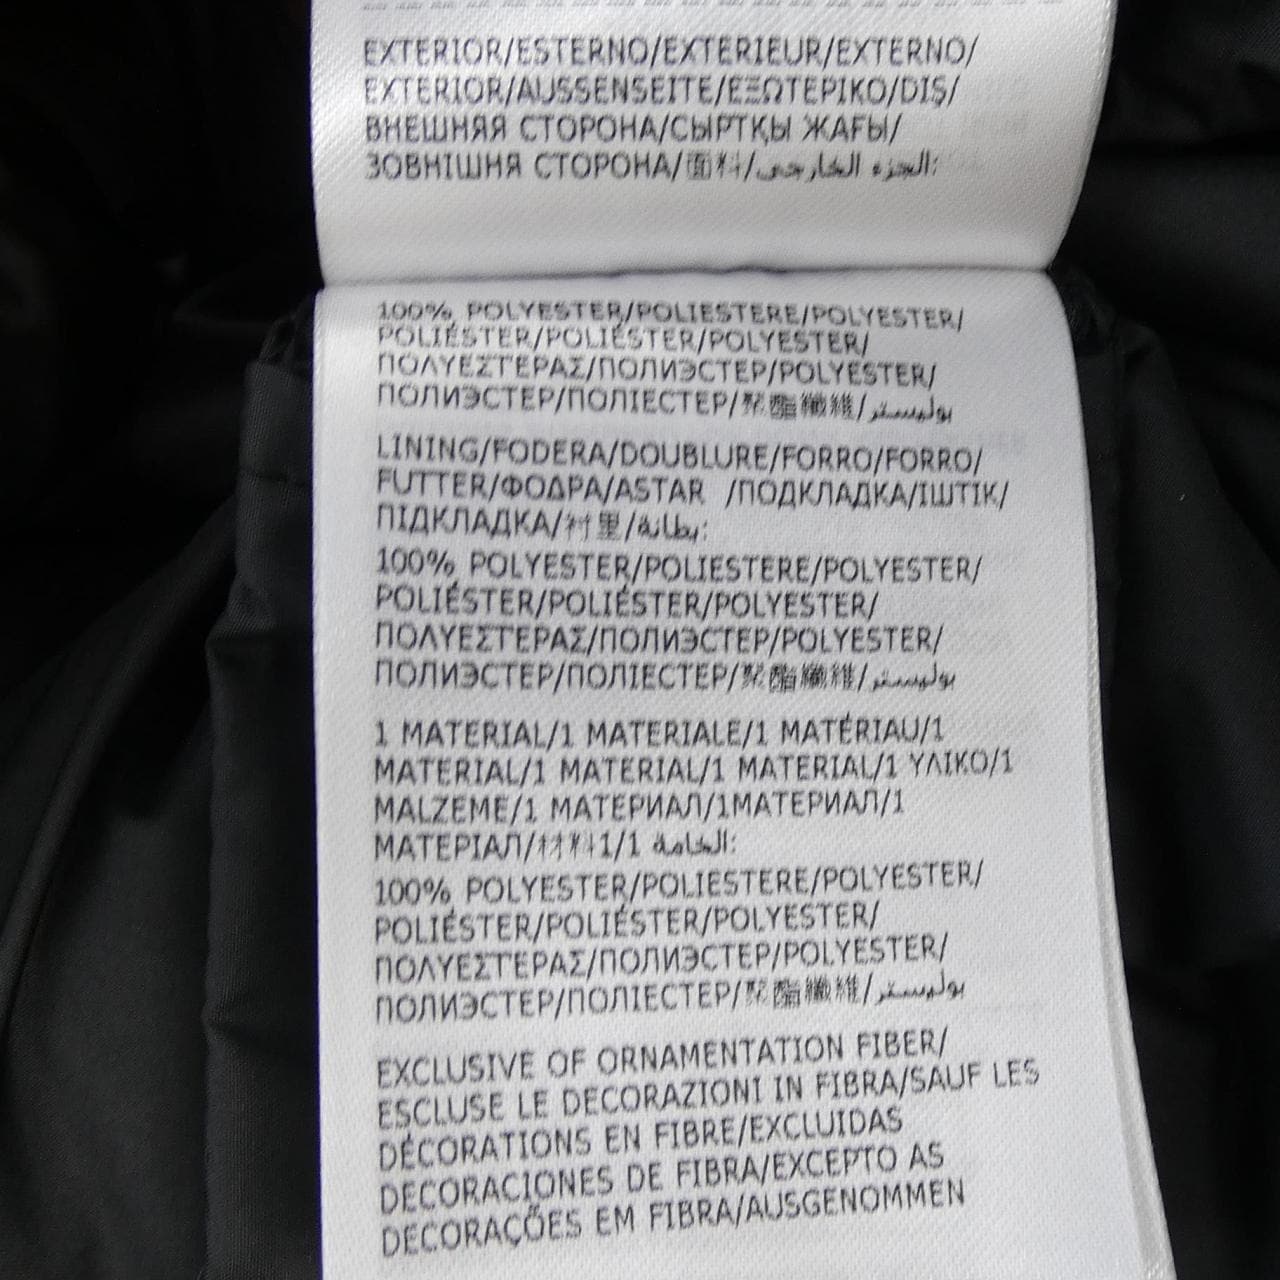 EXTERIOR/ESTERNO/EXTERIEUR/EXTERNO/
EXTERIOR/AUSSENSEITE/ΕΞΩΤΕΡΙΚΟ/DIŞ/
ВНЕШНЯЯ СТОРОНА/СЫРТҚЫ ЖАҒЫ/
ЗОВНІШНЯ СТОРОНА/面料/الجزء الخارجي:
100% POLYESTER/POLIESTERE/POLYESTER/
POLIÉSTER/POLIÉSTER/POLYESTER/
ΠΟΛΥΕΣΤΕΡΑΣ/ПОЛИЭСТЕР/POLYESTER/
ПОЛИЭСТЕР/ПОЛІЕСТЕР/聚酯纖維/بوليستر
LINING/FODERA/DOUBLURE/FORRO/FORRO/
FUTTER/ΦΟΔΡΑ/ASTAR /ПОДКЛАДКА/ІШТІК/
ПІДКЛАДКА/衬里/بطانة:
100% POLYESTER/POLIESTERE/POLYESTER/
POLIÉSTER/POLIÉSTER/POLYESTER/
ΠΟΛΥΕΣΤΕΡΑΣ/ПОЛИЭСТЕР/POLYESTER/
ПОЛИЭСТЕР/ПОЛІЕСТЕР/聚酯纖維/بوليستر
1 MATERIAL/1 MATERIALE/1 MATÉRIAU/1
MATERIAL/1 MATERIAL/1 MATERIAL/1 ΥΛΙΚΟ/1
MALZEME/1 МАТЕРИАЛ/1МАТЕРИАЛ/1
МАТЕРІАЛ/材料1/1 الخامة:
100% POLYESTER/POLIESTERE/POLYESTER/
POLIÉSTER/POLIÉSTER/POLYESTER/
ΠΟΛΥΕΣΤΕΡΑΣ/ПОЛИЭСТЕР/POLYESTER/
ПОЛИЭСТЕР/ПОЛІЕСТЕР/聚酯纖維/بوليستر
EXCLUSIVE OF ORNAMENTATION FIBER/
ESCLUSE LE DECORAZIONI IN FIBRA/SAUF LES
DÉCORATIONS EN FIBRE/EXCLUIDAS
DECORACIONES DE FIBRA/EXCEPTO AS
DECORAÇÕES EM FIBRA/AUSGENOMMEN